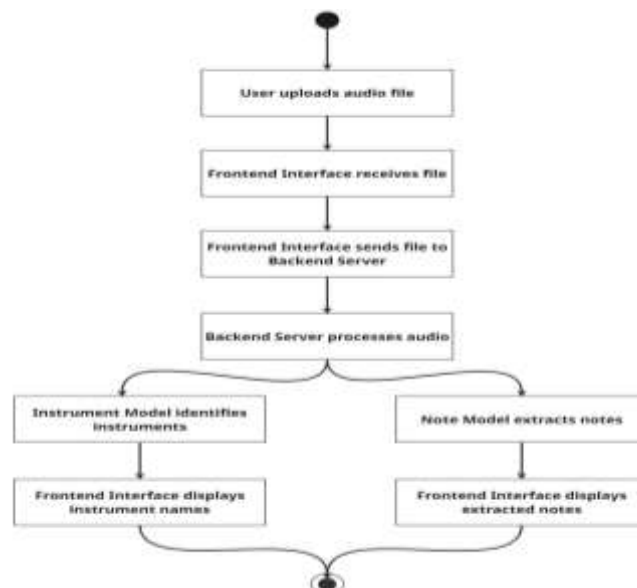 User uploads audio file
Frontend Interface receives file
Frontend Interface sends file to
Backend Server
Backend Server processes audio
Instrument Model identifies
instruments
Note Model extracts notes
Frontend Interface displays
instrument names
Frontend Interface displays
extracted notes